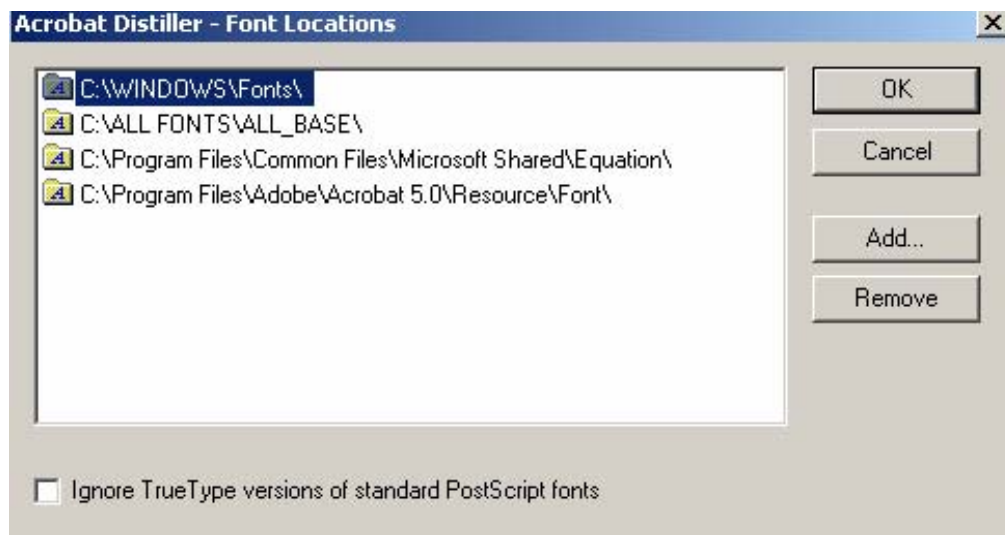 Acrobat Distiller - Font Locations
C:\WINDOWS\Fonts\
C:\ALL FONTS\ALL_BASE\
C:\Program Files\Common Files\Microsoft Shared\Equation\
C:\Program Files\Adobe\Acrobat 5.0\Resource\Font\
OK
Cancel
Add...
Remove
Ignore TrueType versions of standard PostScript fonts